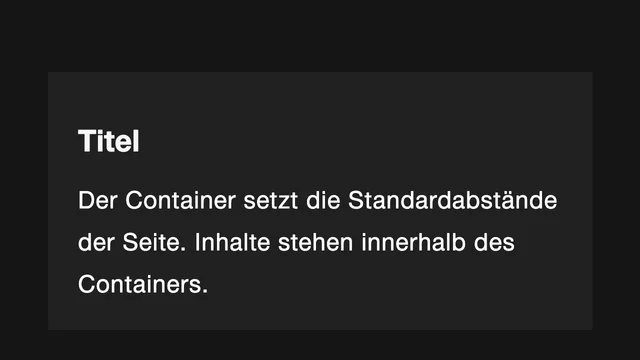 Titel
Der Container setzt die Standardabstände
der Seite. Inhalte stehen innerhalb des
Containers.